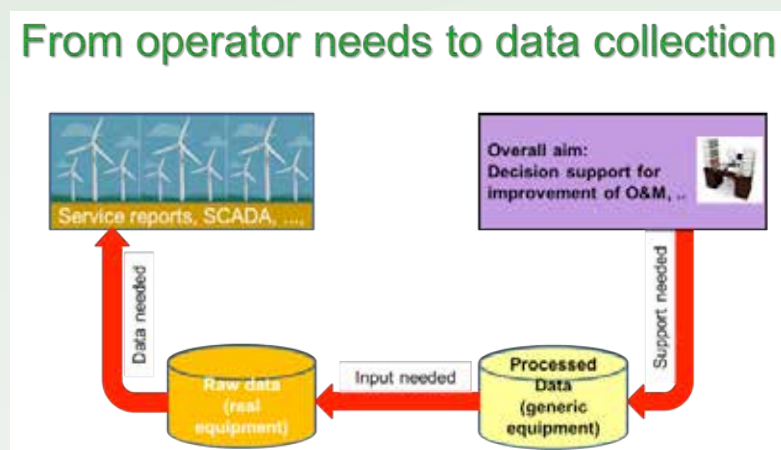 From operator needs to data collection
Service reports, SCADA, ...,
Overall aim:
Decision support for
improvement of O&M, ..
Data needed
Raw data
(real
equipment)
Input needed
Processed
Data
(generic
equipment)
Support needed